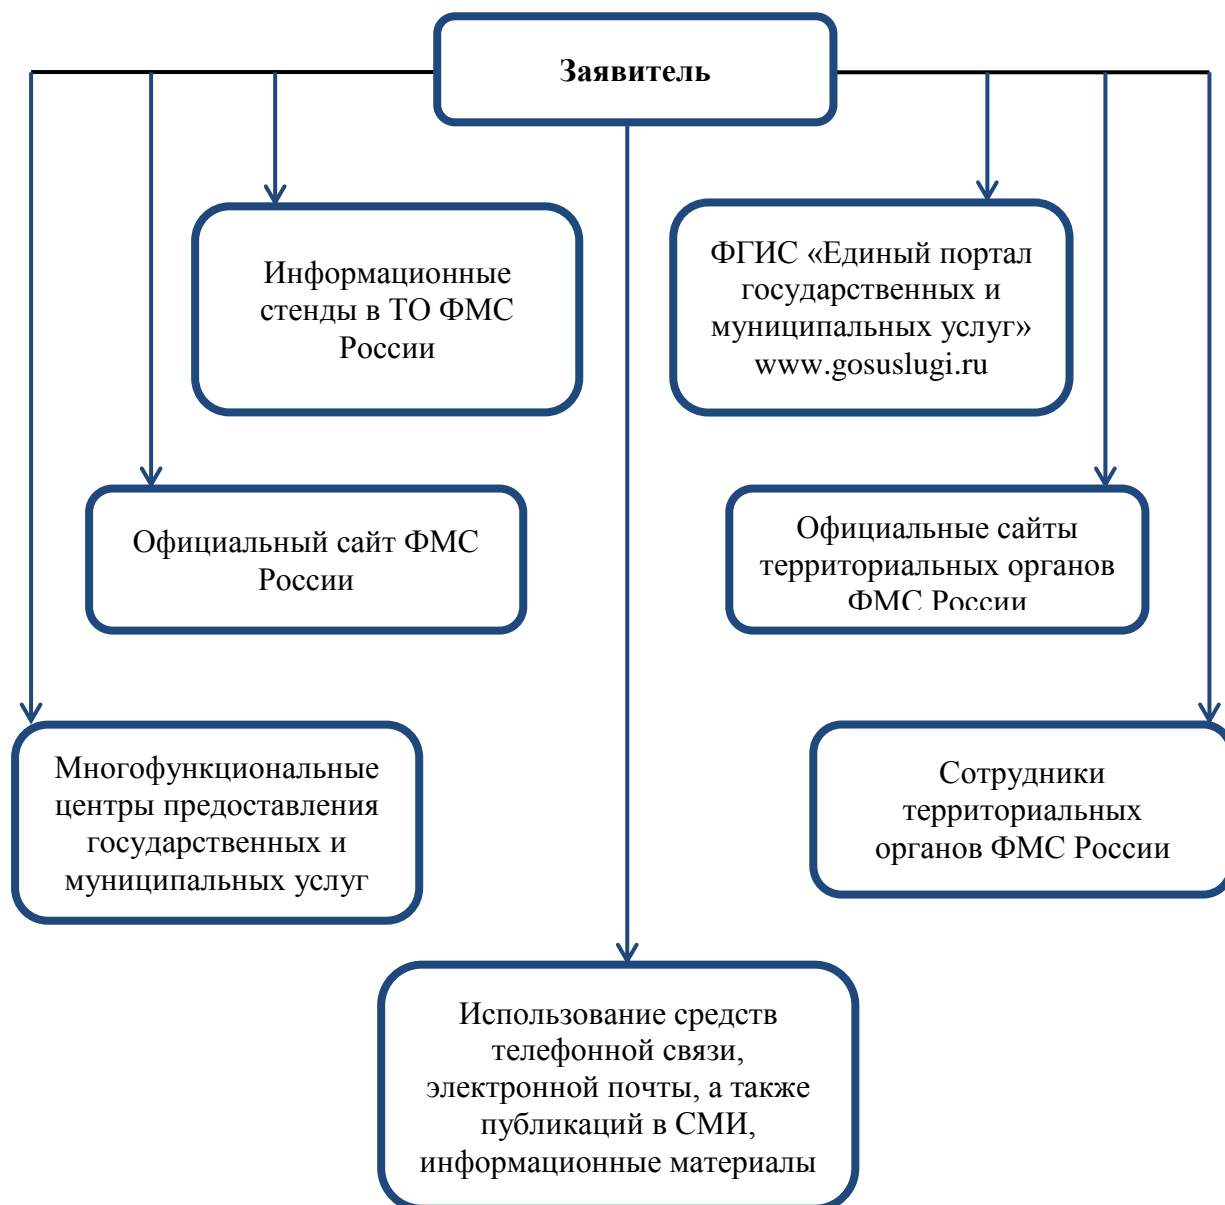 Заявитель
Информационные
стенды в ТО ФМС
России
ФГИС «Единый портал
государственных и
муниципальных услуг»
www.gosuslugi.ru
Официальный сайт ФМС
России
Официальные сайты
территориальных органов
ФМС России
Многофункциональные
центры предоставления
государственных и
муниципальных услуг
Сотрудники
территориальных
органов ФМС России
Использование средств
телефонной связи,
электронной почты, а также
публикаций в СМИ,
информационные материалы